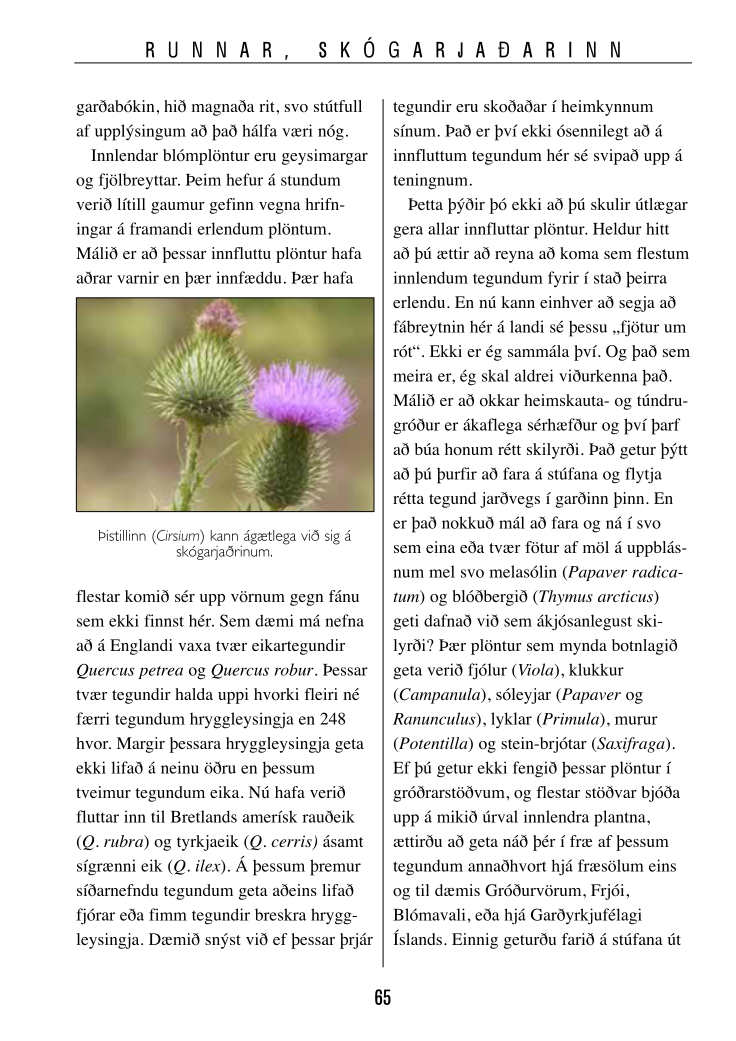 RUNNAR, SKÓGARJAÐARINN
garðabókin, hið magnaða rit, svo stútfull
af upplýsingum að það hálfa væri nóg.
Innlendar blómplöntur eru geysimargar
og fjölbreyttar. Þeim hefur á stundum
verið lítill gaumur gefinn vegna hrifn-
ingar á framandi erlendum plöntum.
Málið er að þessar innfluttu plöntur hafa
aðrar varnir en þær innfæddu. Þær hafa
Þistillinn (Cirsium) kann ágætlega við sig á
skógarjaðrinum.
flestar komið sér upp vörnum gegn fánu
sem ekki finnst hér. Sem dæmi má nefna
að á Englandi vaxa tvær eikartegundir
Quercus petrea og Quercus robur. Þessar
tvær tegundir halda uppi hvorki fleiri né
færri tegundum hryggleysingja en 248
hvor. Margir þessara hryggleysingja geta
ekki lifað á neinu öðru en þessum
tveimur tegundum eika. Nú hafa verið
fluttar inn til Bretlands amerísk rauðeik
(Q. rubra) og tyrkjaeik (Q. cerris) ásamt
sígrænni eik (Q. ilex). Á þessum þremur
síðarnefndu tegundum geta aðeins lifað
fjórar eða fimm tegundir breskra hrygg-
leysingja. Dæmið snýst við ef þessar þrjár
tegundir eru skoðaðar í heimkynnum
sínum. Það er því ekki ósennilegt að á
innfluttum tegundum hér sé svipað upp á
teningnum.
Þetta þýðir þó ekki að þú skulir útlægar
gera allar innfluttar plöntur. Heldur hitt
að þú ættir að reyna að koma sem flestum
innlendum tegundum fyrir í stað þeirra
erlendu. En nú kann einhver að segja að
fábreytnin hér á landi sé þessu „fjötur um
rót“. Ekki er ég sammála því. Og það sem
meira er, ég skal aldrei viðurkenna það.
Málið er að okkar heimskauta- og túndru-
gróður er ákaflega sérhæfður og því þarf
að búa honum rétt skilyrði. Það getur þýtt
að þú þurfir að fara á stúfana og flytja
rétta tegund jarðvegs í garðinn þinn. En
er það nokkuð mál að fara og ná í svo
sem eina eða tvær fötur af möl á uppblás-
num mel svo melasólin (Papaver radica-
tum) og blóðbergið (Thymus arcticus)
geti dafnað við sem ákjósanlegust ski-
lyrði? Þær plöntur sem mynda botnlagið
geta verið fjólur (Viola), klukkur
(Campanula), sóleyjar (Papaver og
Ranunculus), lyklar (Primula), murur
(Potentilla) og stein-brjótar (Saxifraga).
Ef þú getur ekki fengið þessar plöntur í
gróðrarstöðvum, og flestar stöðvar bjóða
upp á mikið úrval innlendra plantna,
ættirðu að geta náð þér í fræ af þessum
tegundum annaðhvort hjá fræsölum eins
og til dæmis Gróðurvörum, Frjói,
Blómavali, eða hjá Garðyrkjufélagi
Íslands. Einnig geturðu farið á stúfana út
65